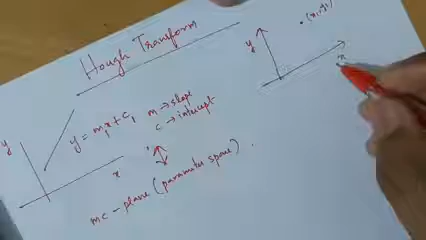 Hough Transform
y
y = m₁x + c₁
x
m → slope
c → intercept
mc - plane (parameter space)
y
x
. (x₁, y₁)